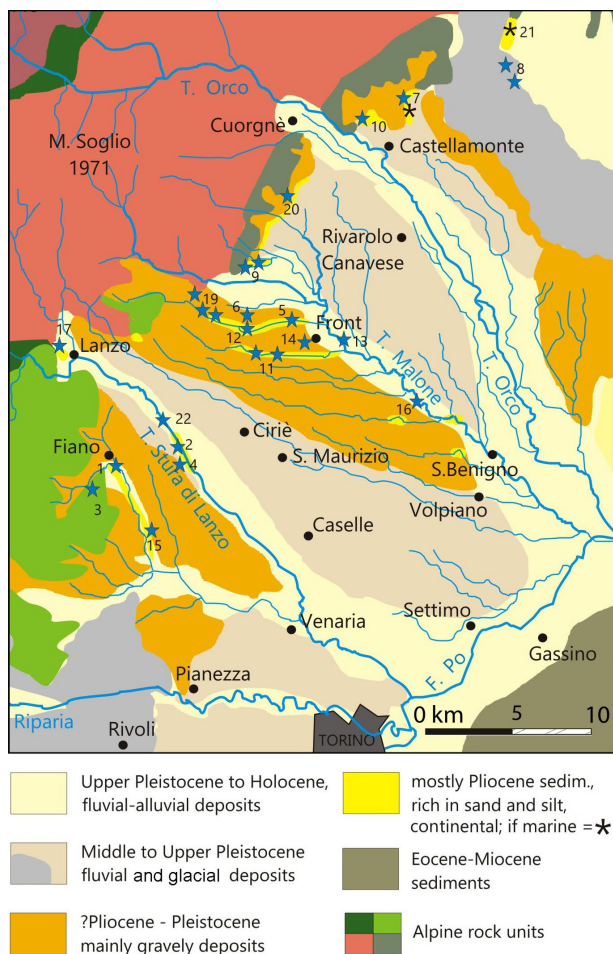 * 21
8
T. Orco
7
*
10
Cuorgnè
Castellamonte
M. Soglio
1971
20
Rivarolo
Canavese
9
19
6
5
Front
12
14
13
17
Lanzo
11
T. Malone
T. Orco
16
22
Ciriè
2
Fiano
T. Stura di Lanzo
S. Maurizio
S.Benigno
1
4
3
Volpiano
15
Caselle
Settimo
Venaria
Gassino
F. Po
Pianezza
0 km 5 10
Riparia
Rivoli
TORINO
Upper Pleistocene to Holocene,
fluvial-alluvial deposits
Middle to Upper Pleistocene
fluvial and glacial deposits
?Pliocene - Pleistocene
mainly gravely deposits
mostly Pliocene sedim.,
rich in sand and silt,
continental; if marine =*
Eocene-Miocene
sediments
Alpine rock units